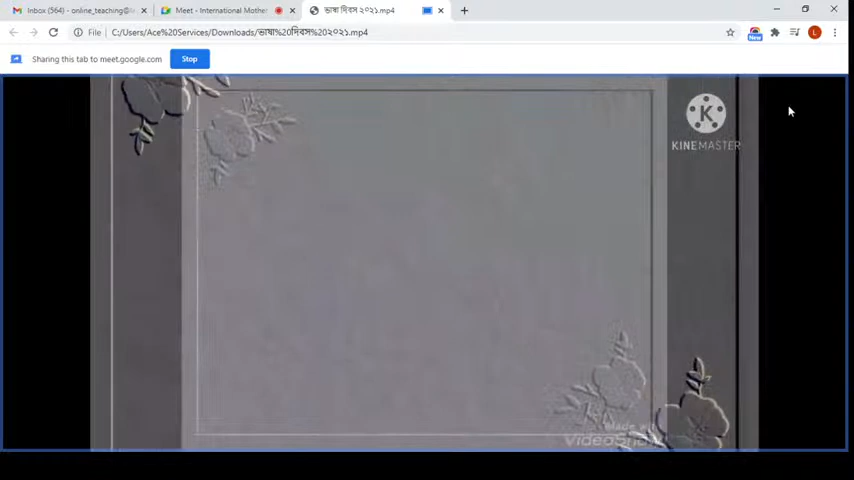 Inbox (564) - online_teaching@
Meet - International Mother
ভাষা দিবস ২০২১.mp4
File
C:/Users/Ace%20Services/Downloads/ভাষা%20দিবস%20২০২১.mp4
New
L
Sharing this tab to meet.google.com
Stop
K
KINEMASTER
Made with
VideoShow